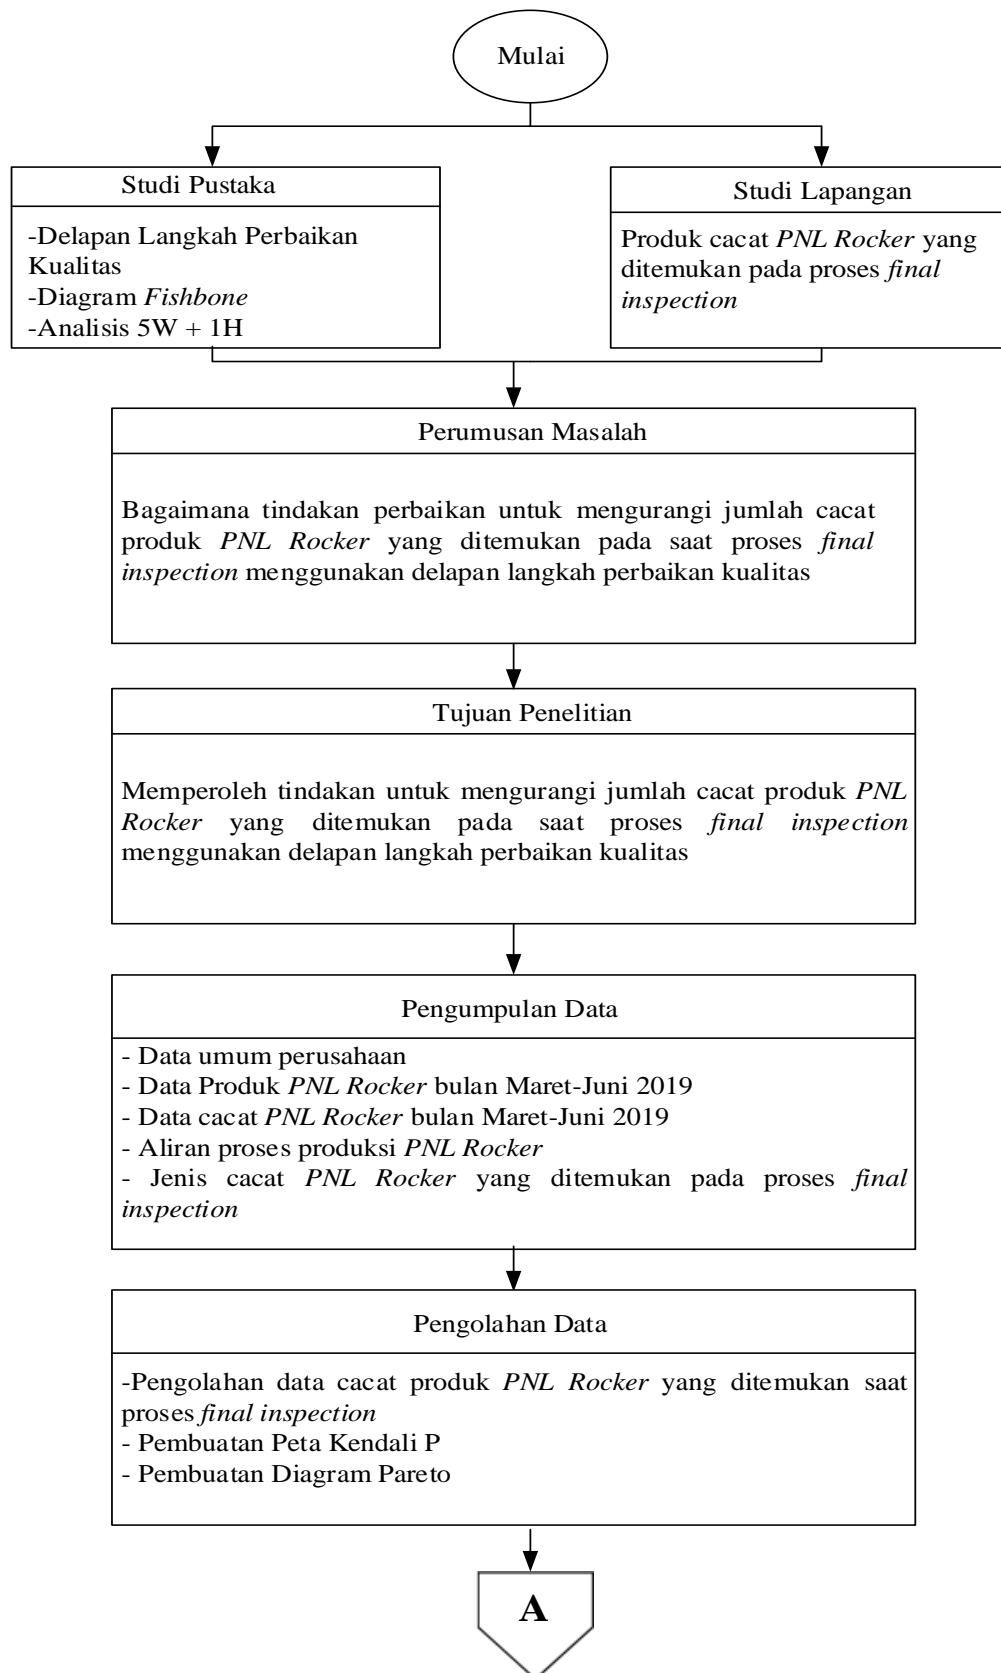 Mulai
Studi Pustaka
-Delapan Langkah Perbaikan
Kualitas
-Diagram Fishbone
-Analisis 5W + 1H
Studi Lapangan
Produk cacat PNL Rocker yang
ditemukan pada proses final
inspection
Perumusan Masalah
Bagaimana tindakan perbaikan untuk mengurangi jumlah cacat
produk PNL Rocker yang ditemukan pada saat proses final
inspection menggunakan delapan langkah perbaikan kualitas
Tujuan Penelitian
Memperoleh tindakan untuk mengurangi jumlah cacat produk PNL
Rocker yang ditemukan pada saat proses final inspection
menggunakan delapan langkah perbaikan kualitas
Pengumpulan Data
- Data umum perusahaan
- Data Produk PNL Rocker bulan Maret-Juni 2019
- Data cacat PNL Rocker bulan Maret-Juni 2019
- Aliran proses produksi PNL Rocker
- Jenis cacat PNL Rocker yang ditemukan pada proses final
inspection
Pengolahan Data
-Pengolahan data cacat produk PNL Rocker yang ditemukan saat
proses final inspection
- Pembuatan Peta Kendali P
- Pembuatan Diagram Pareto
A